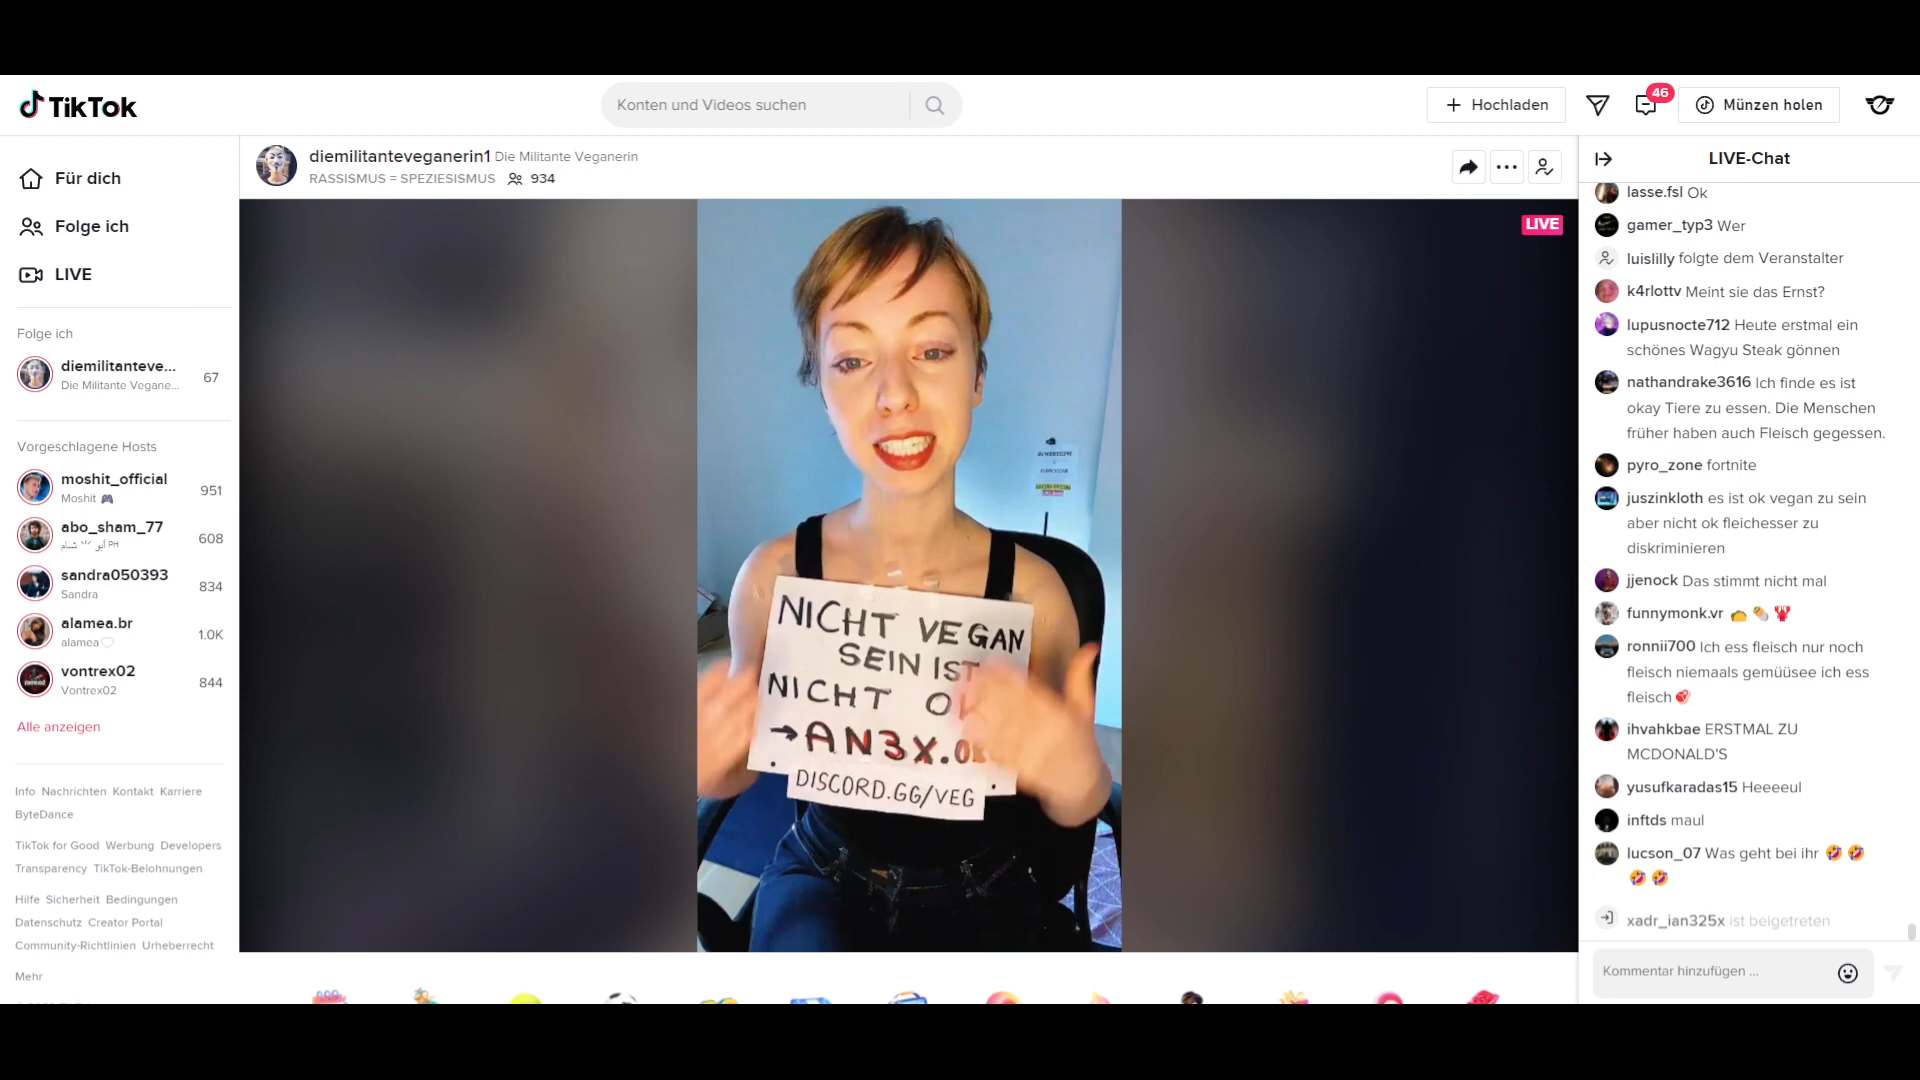 TikTok
Konten und Videos suchen
Hochladen
46
Münzen holen
Für dich
Folge ich
LIVE
Folge ich
diemilitanteve...
Die Militante Vegane...
67
Vorgeschlagene Hosts
moshit_official
Moshit 🎮
951
abo_sham_77
608
sandra050393
Sandra
834
alamea.br
alamea♡
1.0K
vontrex02
Vontrex02
844
Alle anzeigen
Info Nachrichten Kontakt Karriere
ByteDance
TikTok for Good Werbung Developers
Transparency TikTok-Belohnungen
Hilfe Sicherheit Bedingungen
Datenschutz Creator Portal
Community-Richtlinien Urheberrecht
Mehr
diemilitanteveganerin1 Die Militante Veganerin
RASSISMUS = SPEZIESISMUS 934
LIVE
NICHT VEGAN
SEIN IST
NICHT
→AN3X.
DISCORD.GG/VEG
LIVE-Chat
lasse.fsl Ok
gamer_typ3 Wer
luislilly folgte dem Veranstalter
k4rlottv Meint sie das Ernst?
lupusnocte712 Heute erstmal ein
schönes Wagyu Steak gönnen
nathandrake3616 Ich finde es ist
okay Tiere zu essen. Die Menschen
früher haben auch Fleisch gegessen.
pyro_zone fortnite
juszinkloth es ist ok vegan zu sein
aber nicht ok fleichesser zu
diskriminieren
jjenock Das stimmt nicht mal
funnymonk.vr 🌮 🌯 🦞
ronnii700 Ich ess fleisch nur noch
fleisch niemaals gemüüsee ich ess
fleisch 🥩
ihvahkbae ERSTMAL ZU
MCDONALD'S
yusufkaradas15 Heeeeul
inftds maul
lucson_07 Was geht bei ihr 🤣 🤣
🤣 🤣
xadr_ian325x ist beigetreten
Kommentar hinzufügen ...